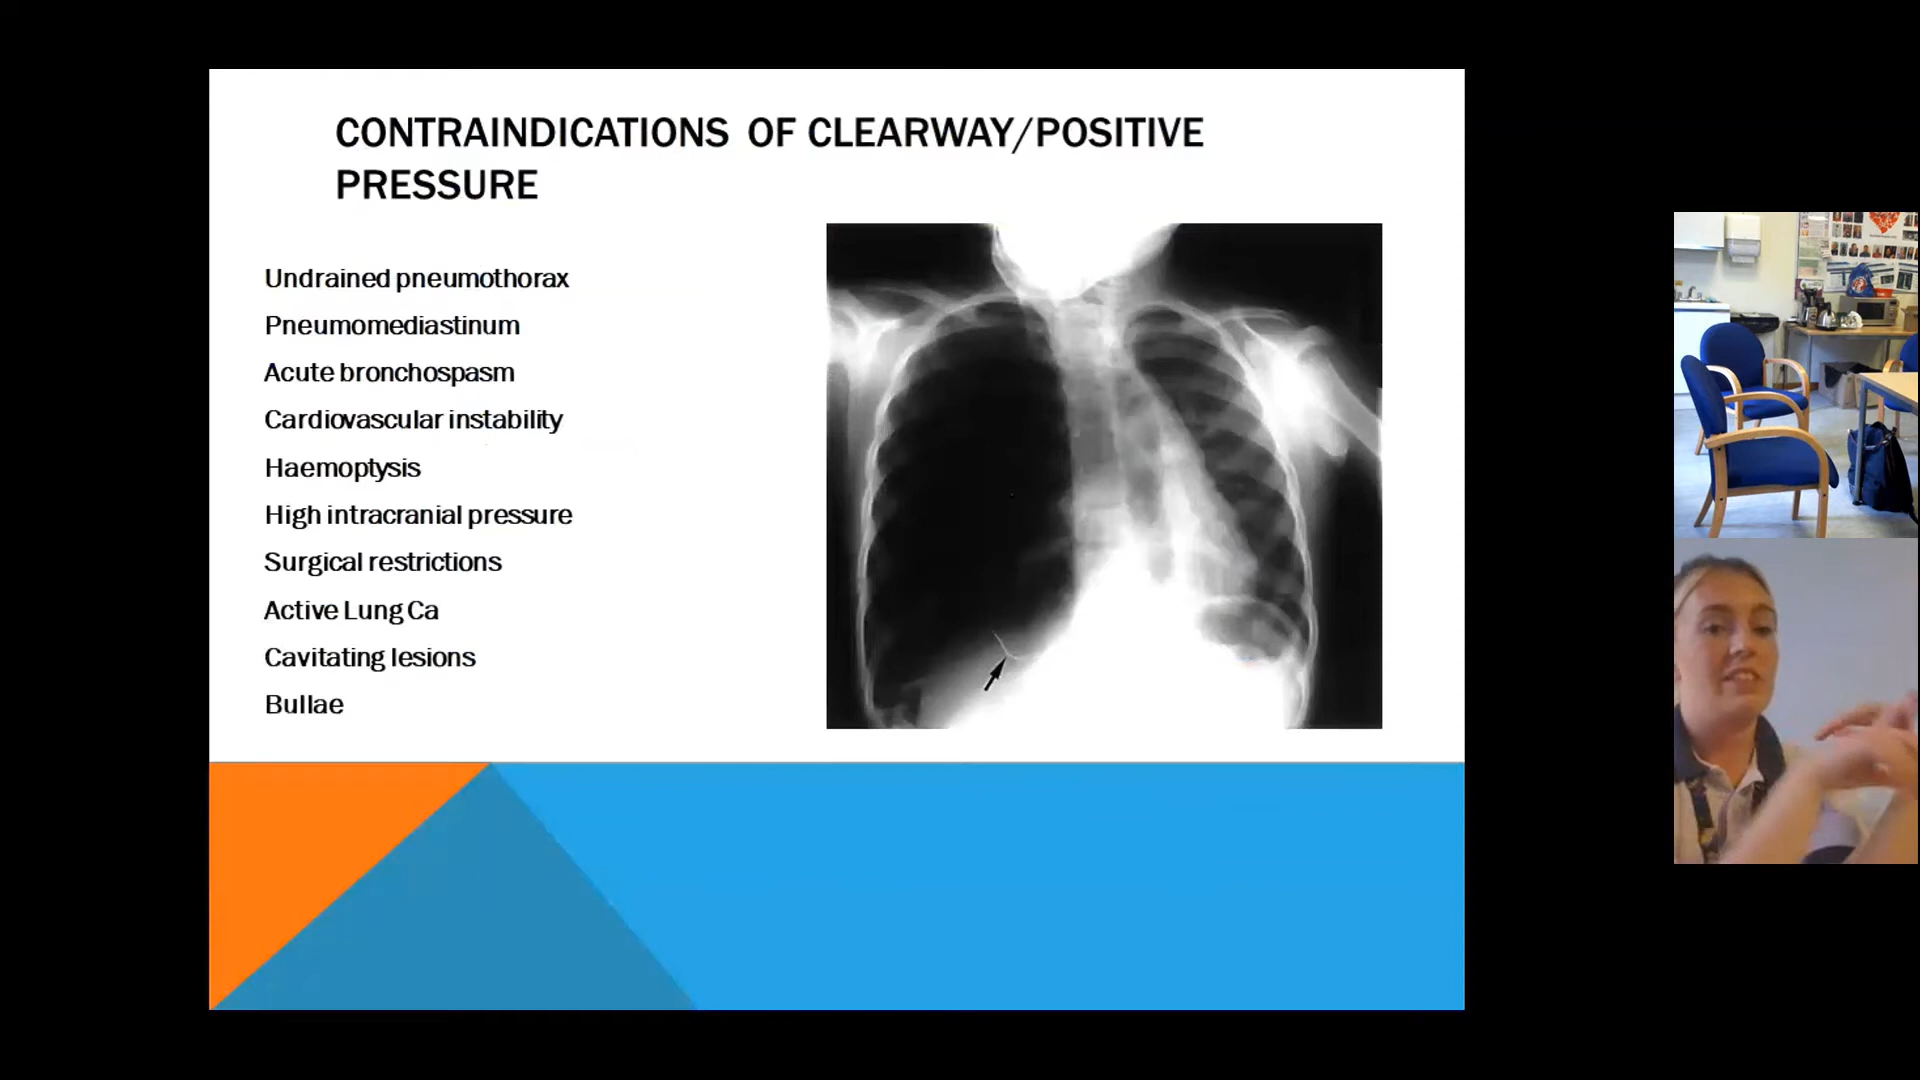 CONTRAINDICATIONS OF CLEARWAY/POSITIVE
PRESSURE
Undrained pneumothorax
Pneumomediastinum
Acute bronchospasm
Cardiovascular instability
Haemoptysis
High intracranial pressure
Surgical restrictions
Active Lung Ca
Cavitating lesions
Bullae